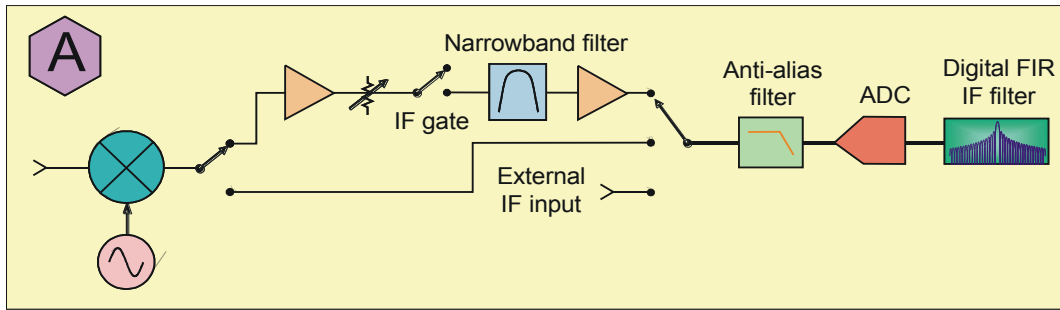 A
Narrowband filter
IF gate
External
IF input
Anti-alias
filter
ADC
Digital FIR
IF filter